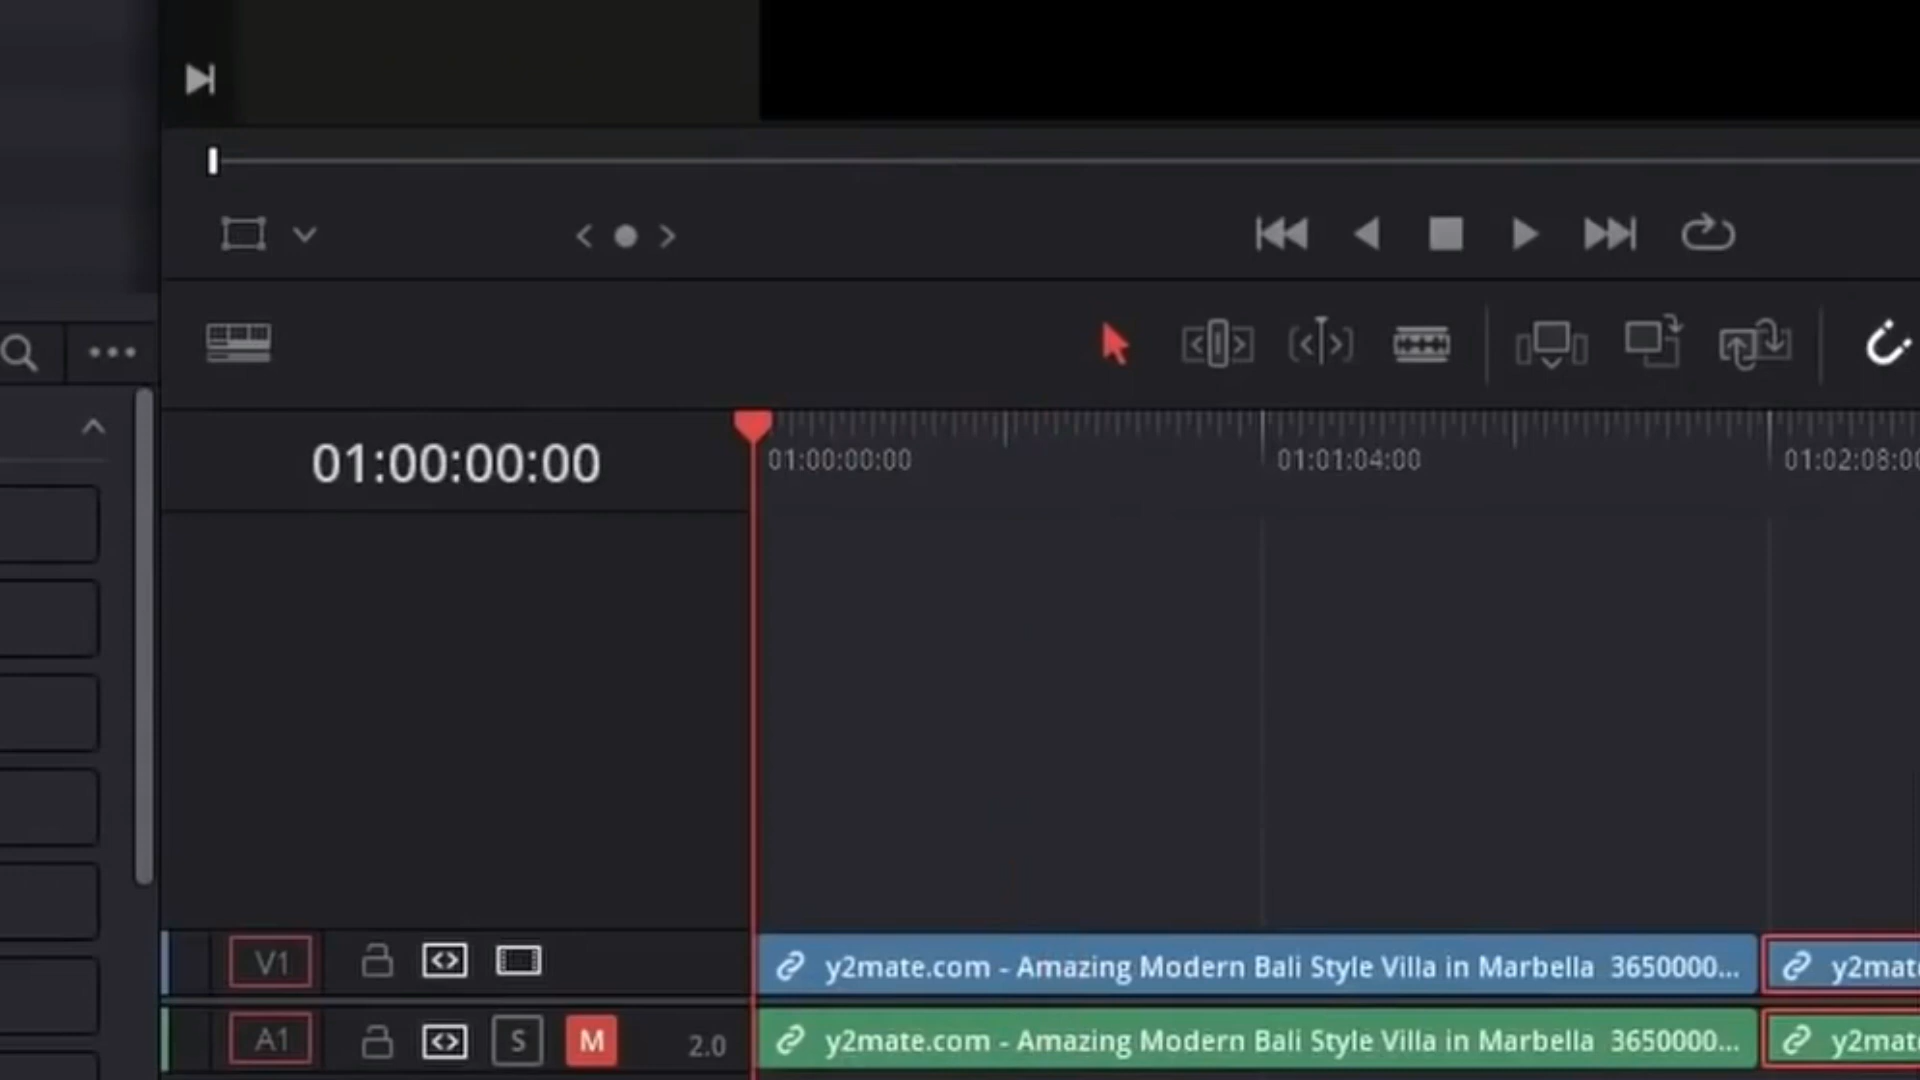 01:00:00:00
01:00:00:00 01:01:04:00 01:02:08:00
V1 y2mate.com - Amazing Modern Bali Style Villa in Marbella 3650000... y2mate
A1 S M 2.0 y2mate.com - Amazing Modern Bali Style Villa in Marbella 3650000... y2mate